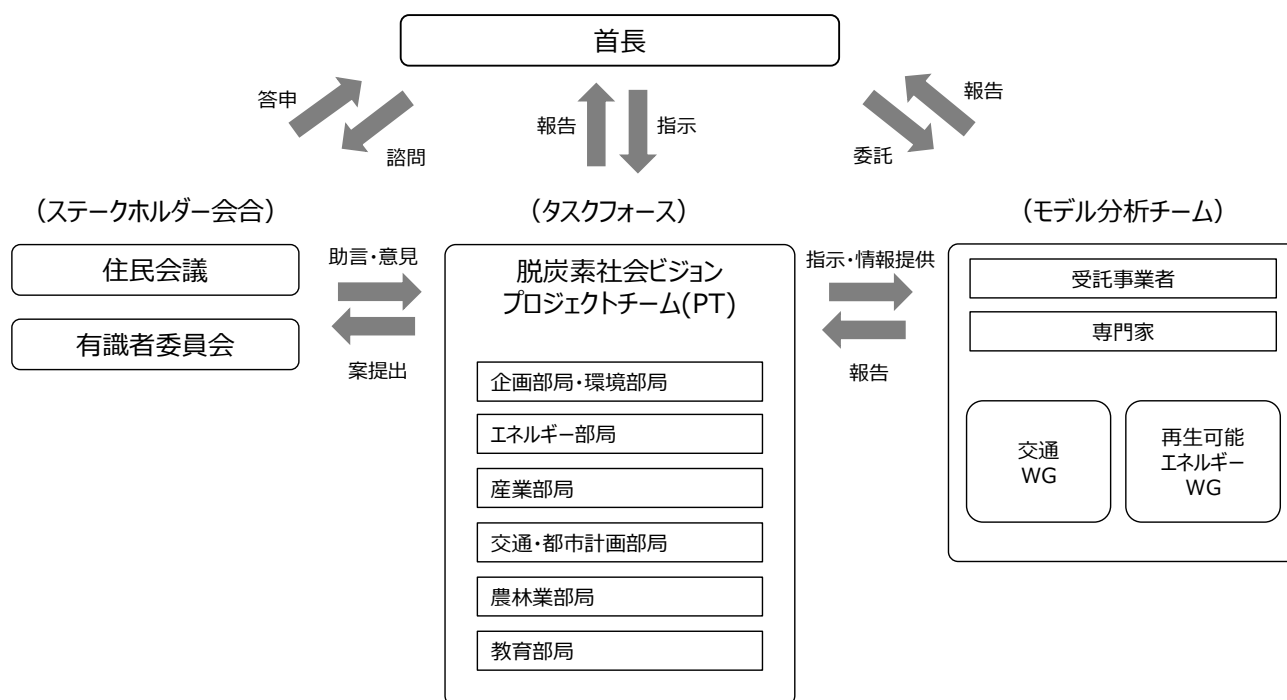 首長
答申
諮問
報告
指示
委託
報告
（ステークホルダー会合）
（タスクフォース）
（モデル分析チーム）
住民会議
有識者委員会
助言・意見
案提出
脱炭素社会ビジョン
プロジェクトチーム(PT)
企画部局・環境部局
エネルギー部局
産業部局
交通・都市計画部局
農林業部局
教育部局
指示・情報提供
報告
受託事業者
専門家
交通
WG
再生可能
エネルギー
WG